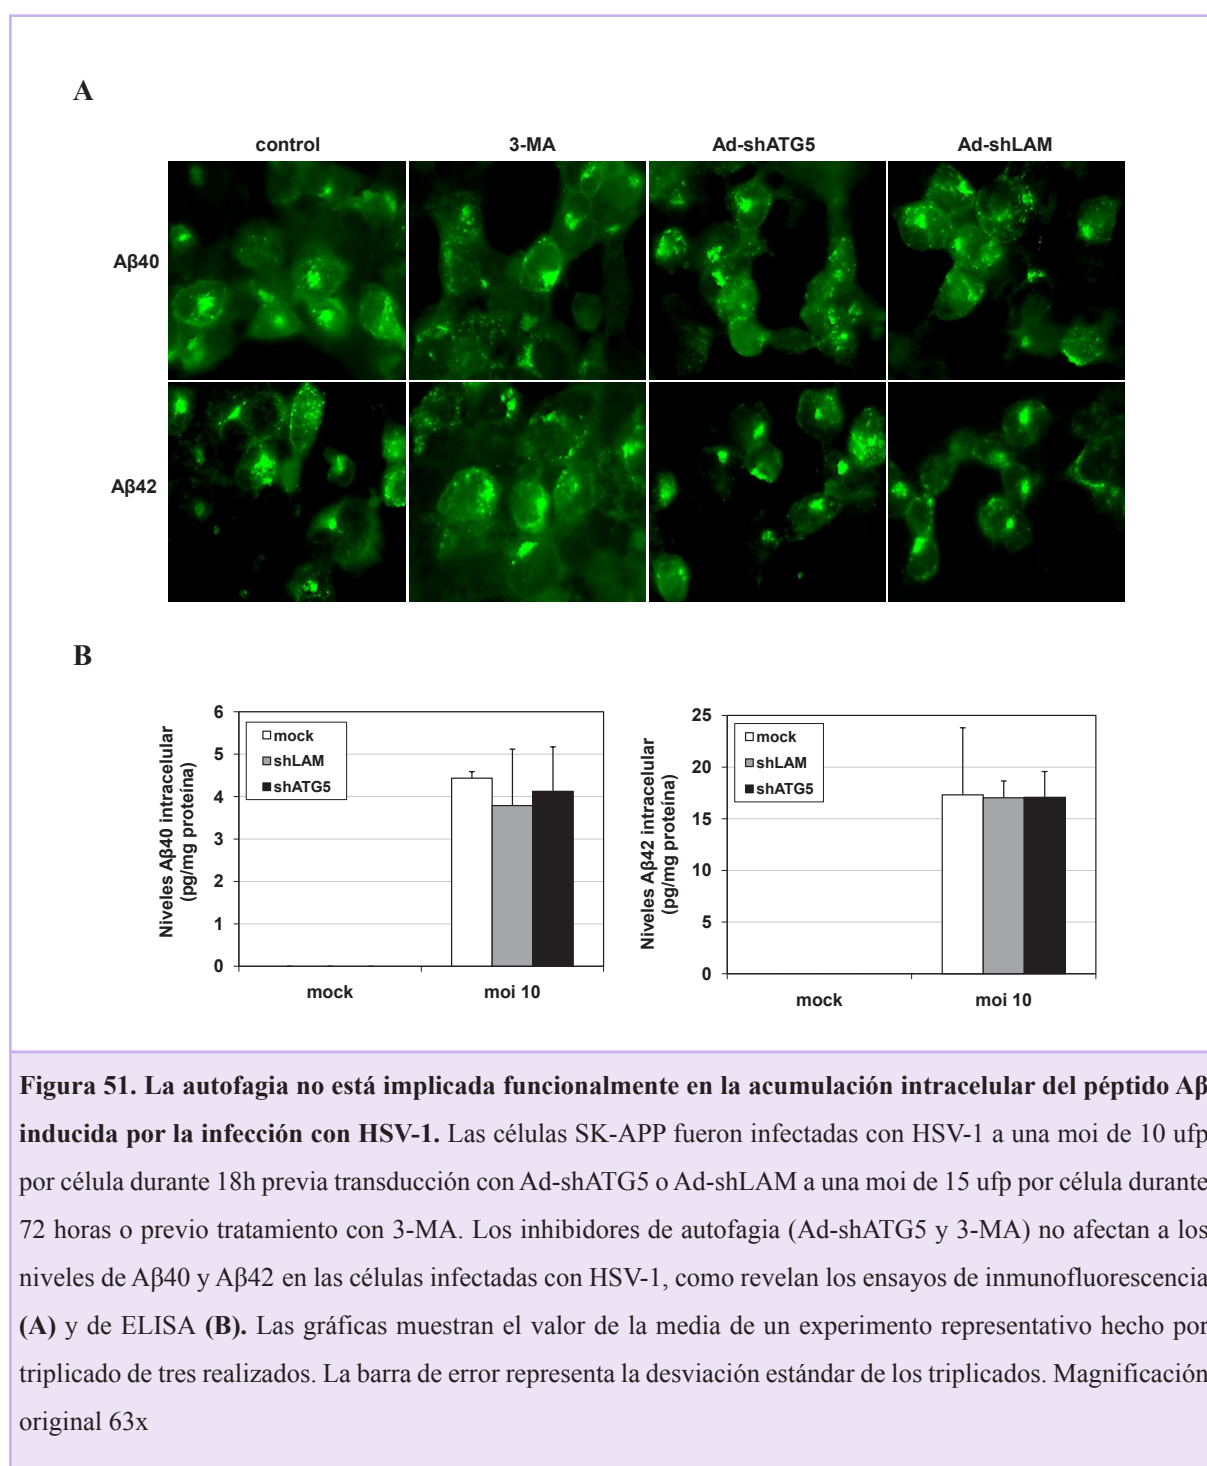 A
control 3-MA Ad-shATG5 Ad-shLAM
Aβ40
Aβ42
B
Niveles Aβ40 intracelular
(pg/mg proteína)
6
5
4
3
2
1
0
mock
shLAM
shATG5
mock moi 10
Niveles Aβ42 intracelular
(pg/mg proteína)
25
20
15
10
5
0
mock
shLAM
shATG5
mock moi 10
Figura 51. La autofagia no está implicada funcionalmente en la acumulación intracelular del péptido Aβ
inducida por la infección con HSV-1. Las células SK-APP fueron infectadas con HSV-1 a una moi de 10 ufp
por célula durante 18h previa transducción con Ad-shATG5 o Ad-shLAM a una moi de 15 ufp por célula durante
72 horas o previo tratamiento con 3-MA. Los inhibidores de autofagia (Ad-shATG5 y 3-MA) no afectan a los
niveles de Aβ40 y Aβ42 en las células infectadas con HSV-1, como revelan los ensayos de inmunofluorescencia
(A) y de ELISA (B). Las gráficas muestran el valor de la media de un experimento representativo hecho por
triplicado de tres realizados. La barra de error representa la desviación estándar de los triplicados. Magnificación
original 63x